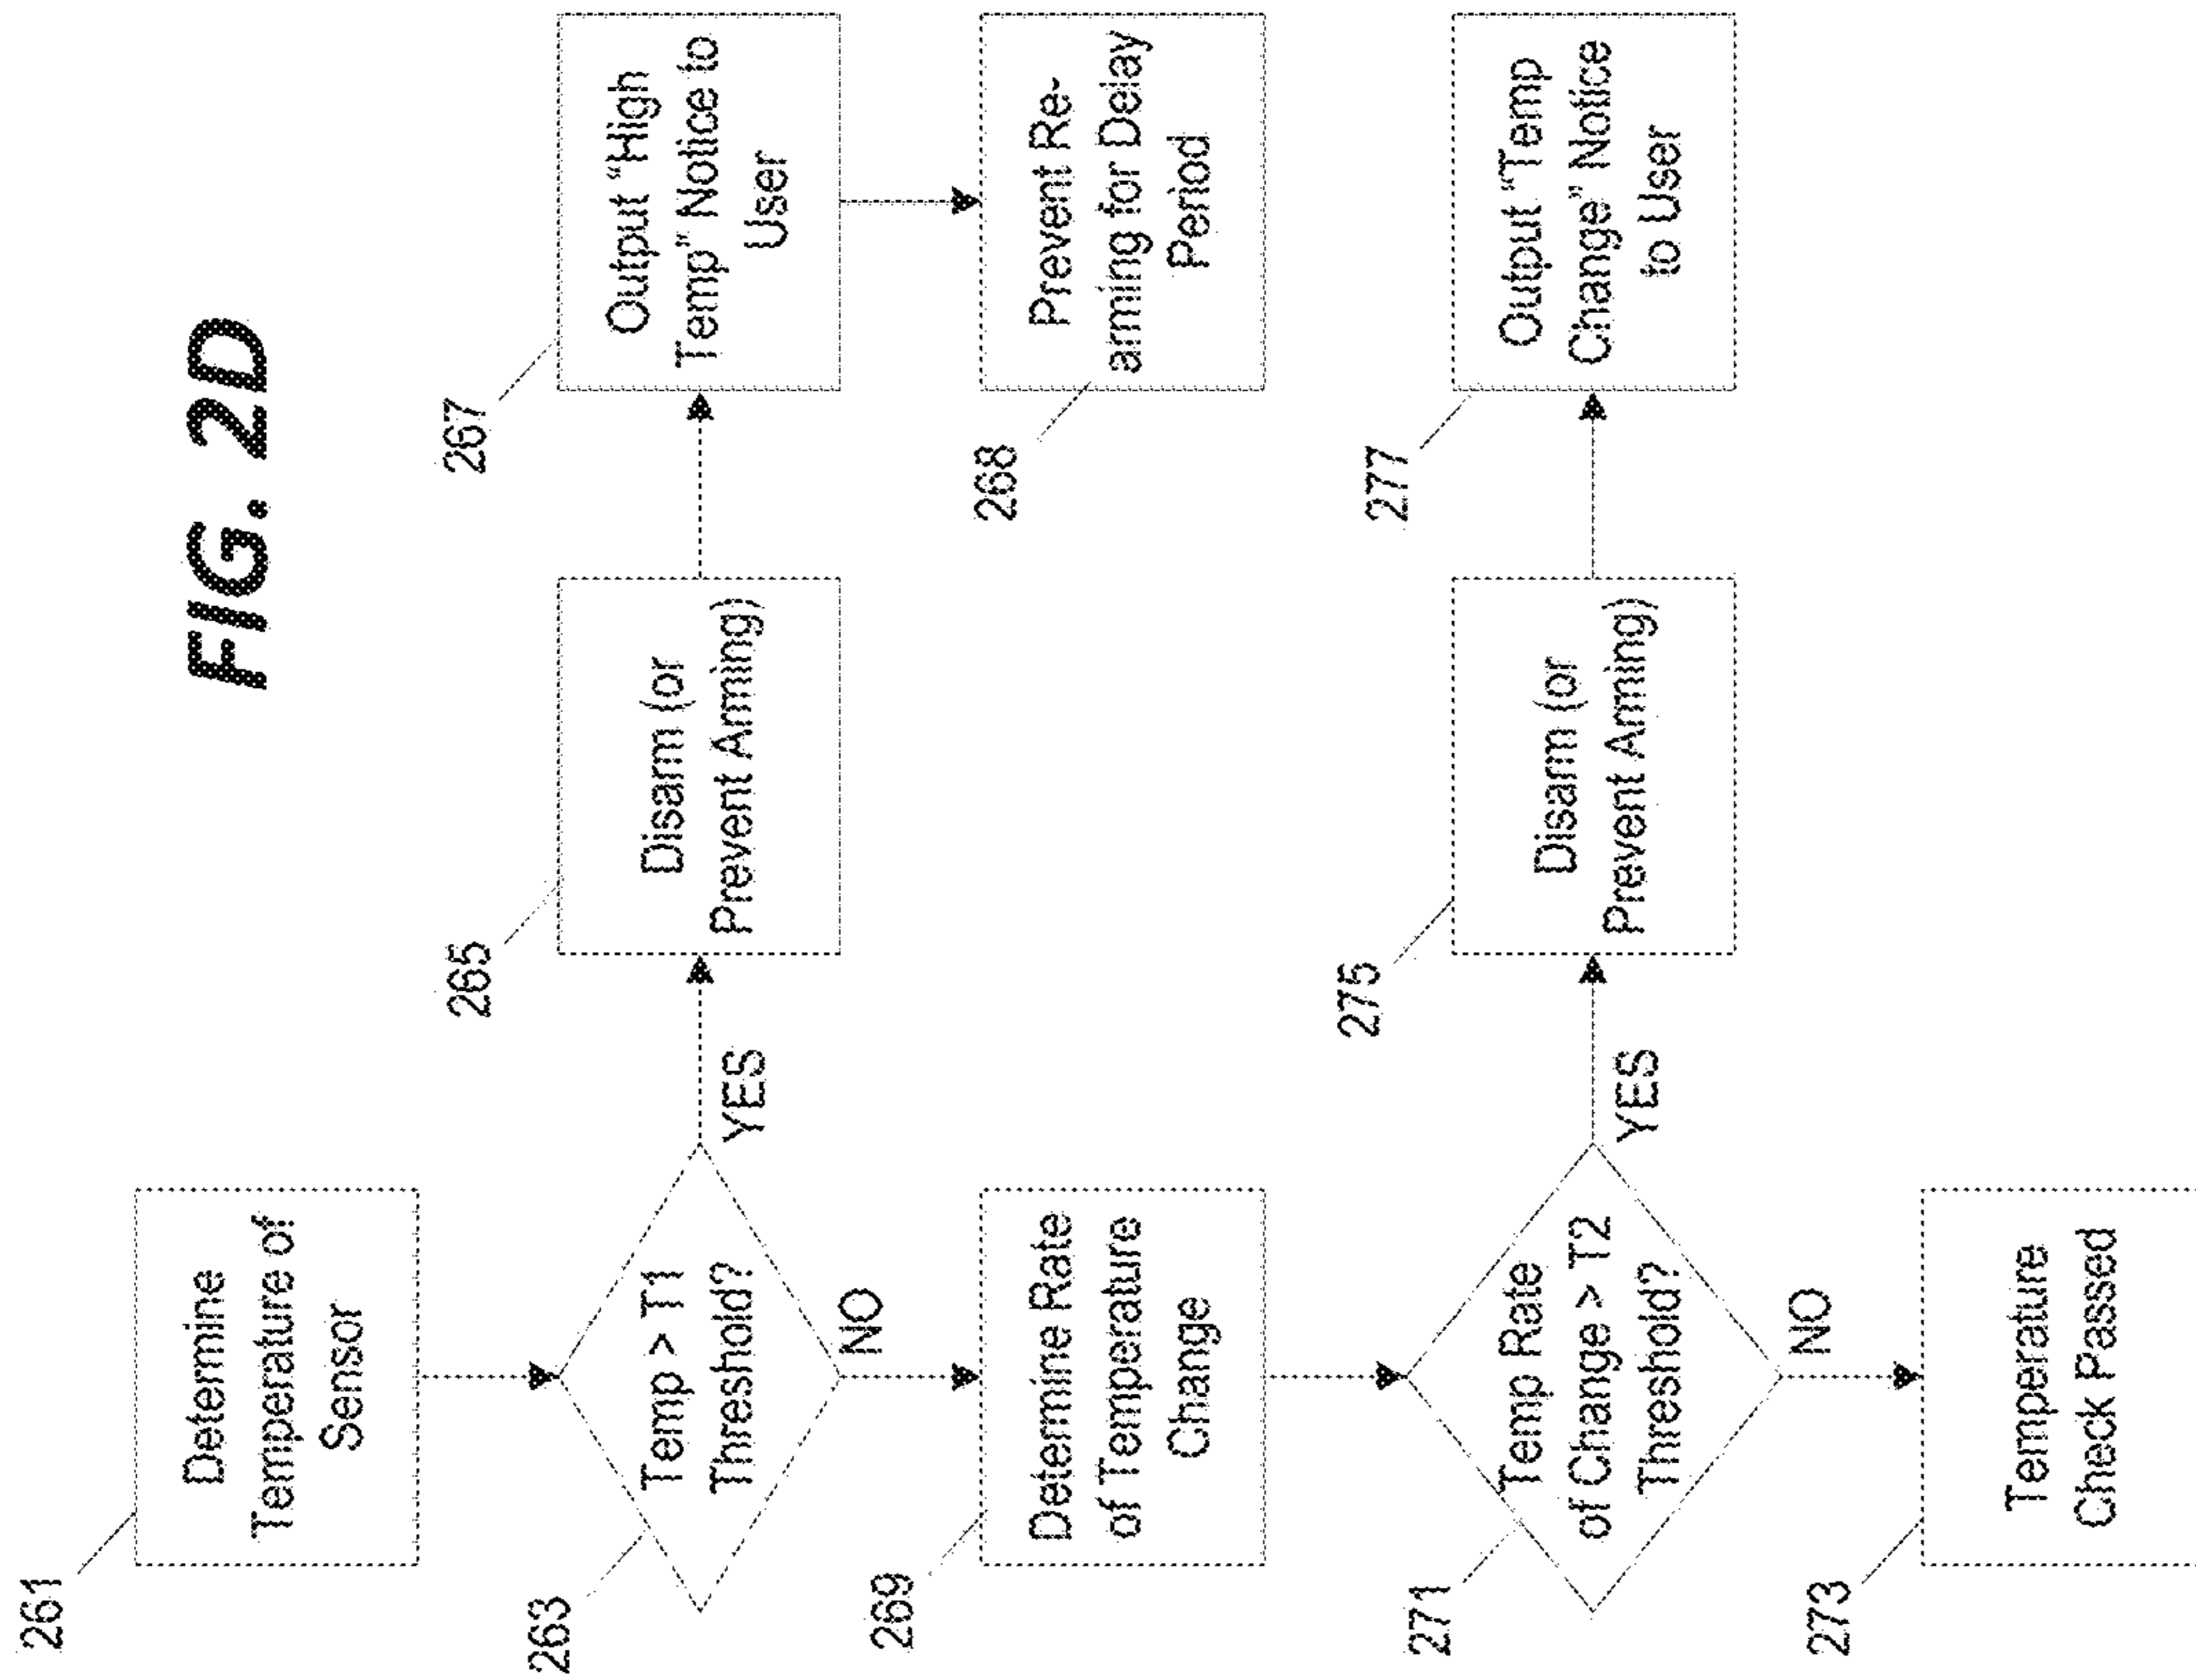 FIG. 2D
261
Determine
Temperature of
Sensor
263
Temp > T1
Threshold?
YES
NO
265
Disarm (or
Prevent Arming)
267
Output "High
Temp" Notice to
User
268
Prevent Re-
arming for Delay
Period
269
Determine Rate
of Temperature
Change
271
Temp Rate
of Change > T2
Threshold?
YES
NO
275
Disarm (or
Prevent Arming)
277
Output "Temp
Change" Notice
to User
273
Temperature
Check Passed